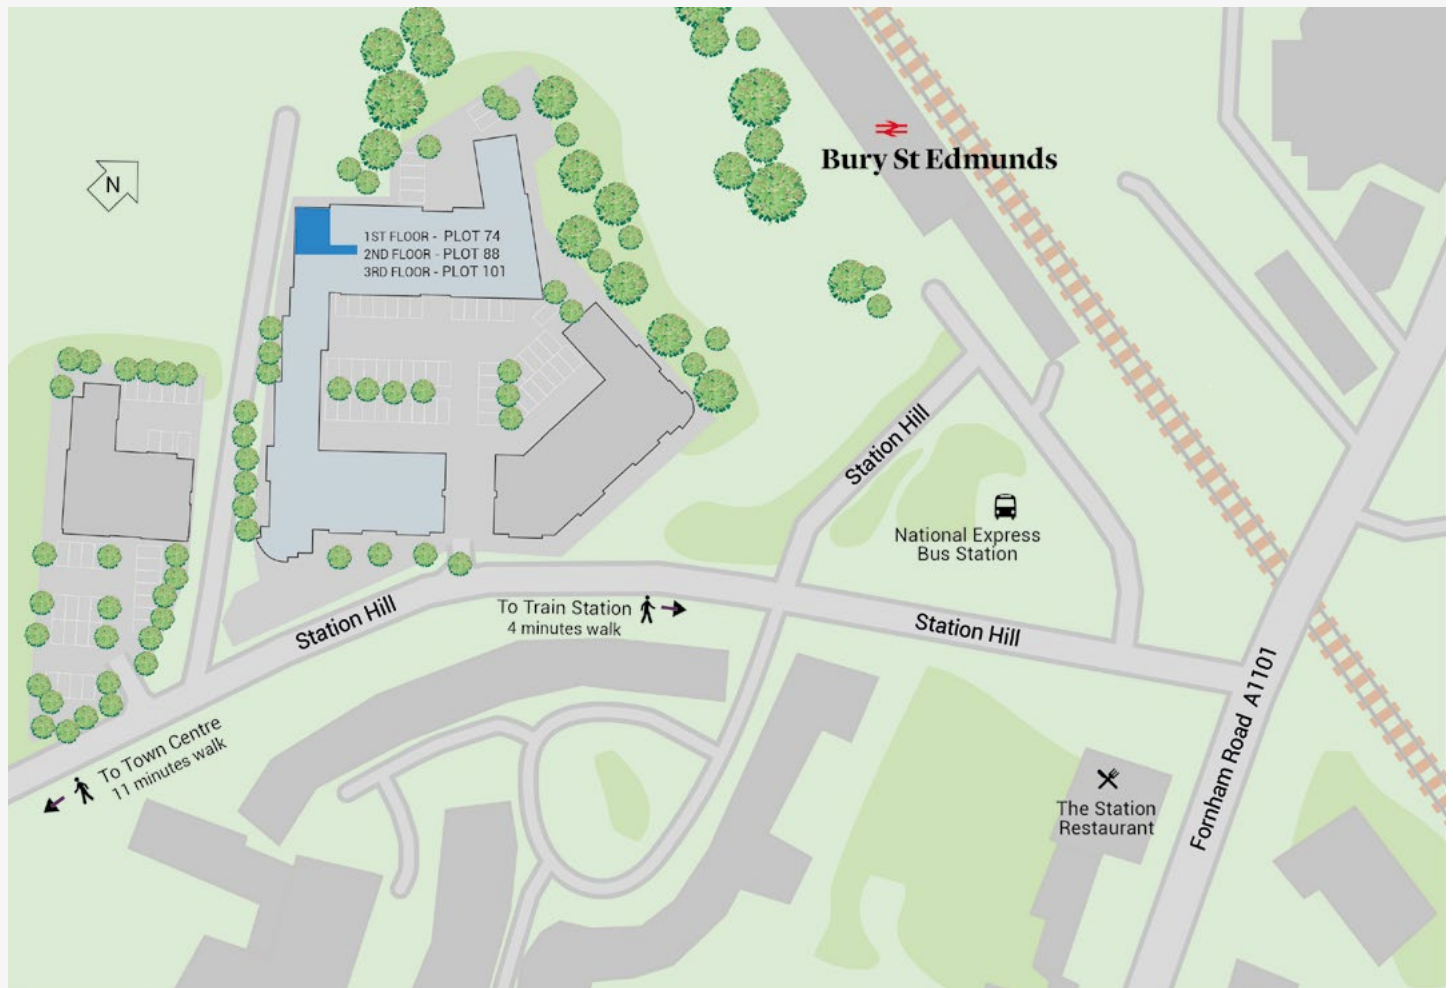 N
Bury St Edmunds
1ST FLOOR - PLOT 74
2ND FLOOR - PLOT 88
3RD FLOOR - PLOT 101
Station Hill
National Express
Bus Station
Station Hill
To Train Station
4 minutes walk
Station Hill
Fornham Road A1101
To Town Centre
11 minutes walk
The Station
Restaurant